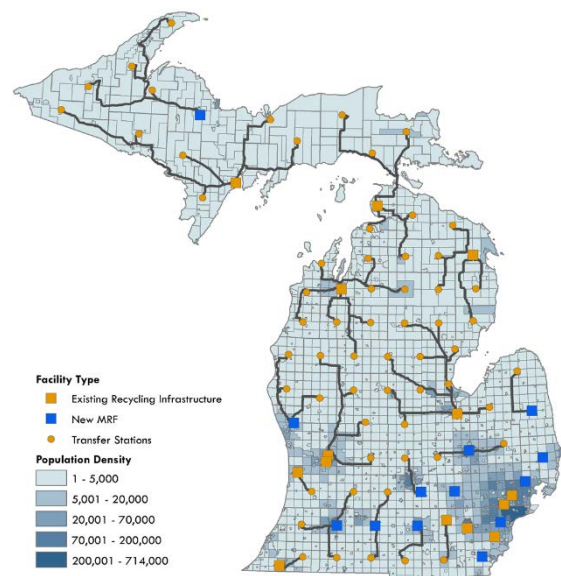 Facility Type
Existing Recycling Infrastructure
New MRF
Transfer Stations
Population Density
1 - 5,000
5,001 - 20,000
20,001 - 70,000
70,001 - 200,000
200,001 - 714,000